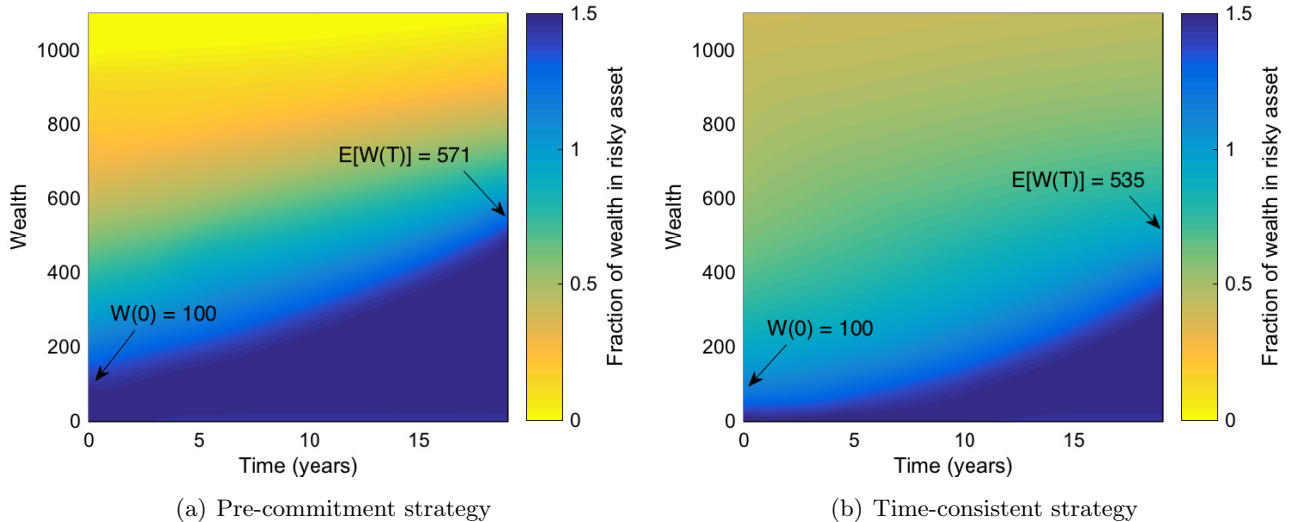 1000
800
600
400
200
0
Wealth
E[W(T)] = 571
W(0) = 100
0
5
10
15
Time (years)
1.5
1
0.5
0
Fraction of wealth in risky asset
(a) Pre-commitment strategy
1000
800
600
400
200
0
Wealth
E[W(T)] = 535
W(0) = 100
0
5
10
15
Time (years)
1.5
1
0.5
0
Fraction of wealth in risky asset
(b) Time-consistent strategy